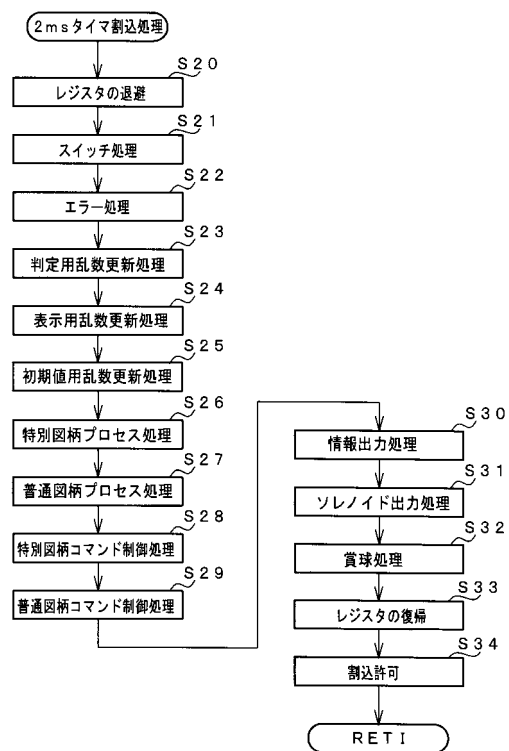 2msタイマ割込処理
S20
レジスタの退避
S21
スイッチ処理
S22
エラー処理
S23
判定用乱数更新処理
S24
表示用乱数更新処理
S25
初期値用乱数更新処理
S26
特別図柄プロセス処理
S27
普通図柄プロセス処理
S28
特別図柄コマンド制御処理
S29
普通図柄コマンド制御処理
S30
情報出力処理
S31
ソレノイド出力処理
S32
賞球処理
S33
レジスタの復帰
S34
割込許可
RETI